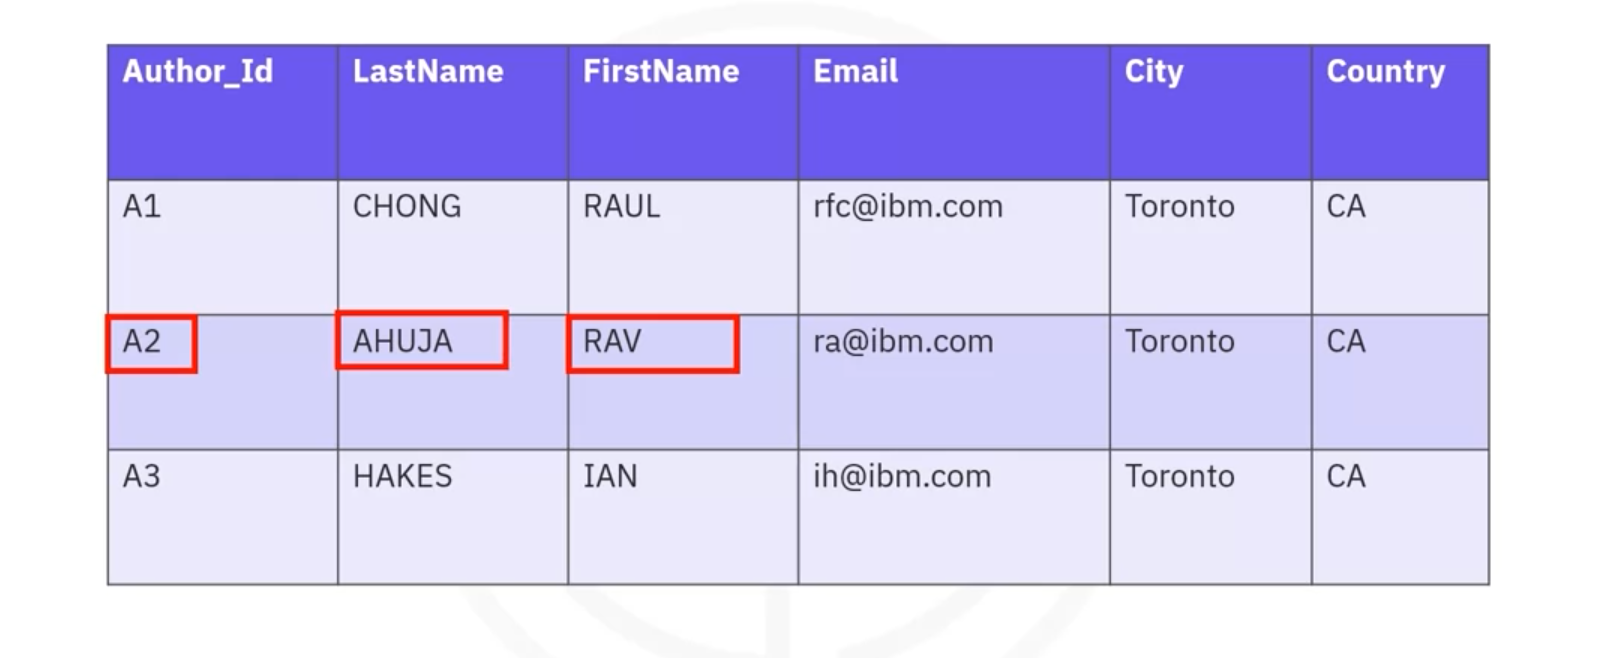 Author_Id LastName FirstName Email City Country
A1 CHONG RAUL rfc@ibm.com Toronto CA
A2 AHUJA RAV ra@ibm.com Toronto CA
A3 HAKES IAN ih@ibm.com Toronto CA